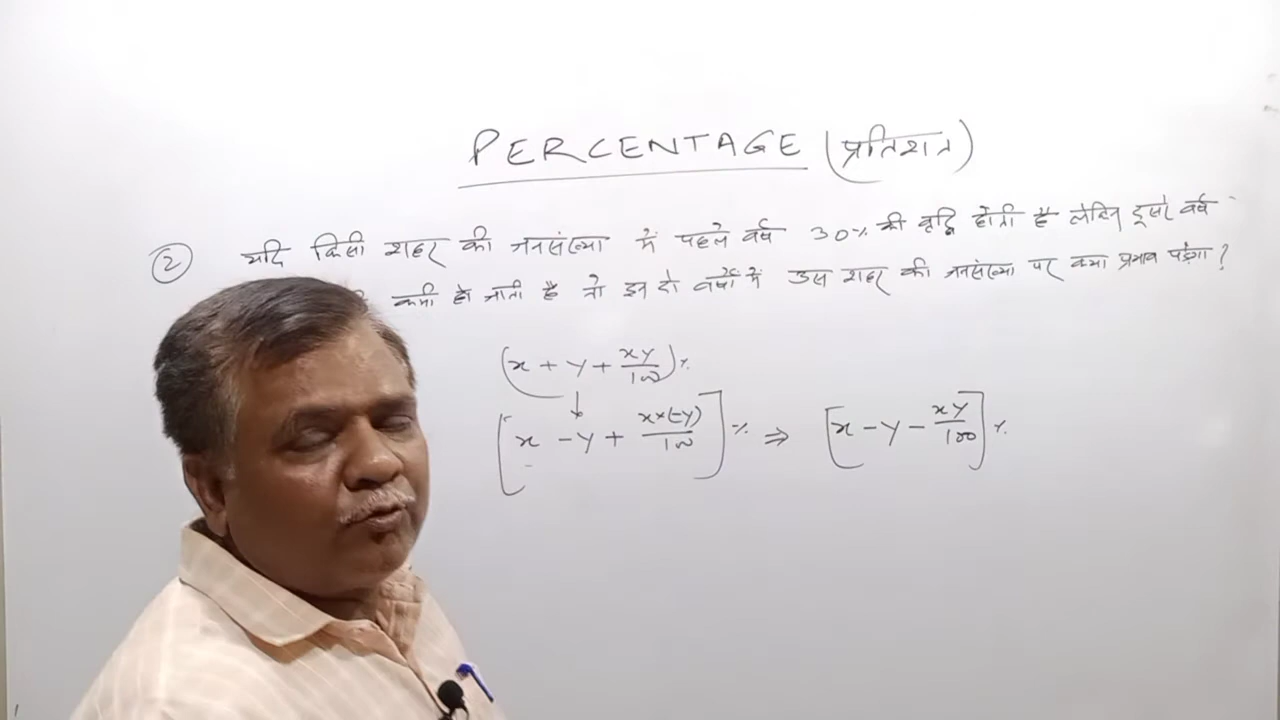 PERCENTAGE (प्रतिशत)
② यदि किसी शहर की जनसंख्या में पहले वर्ष 30% की वृद्धि होती है लेकिन दूसरे वर्ष
कमी हो जाती है तो इन दो वर्षों में उस शहर की जनसंख्या पर क्या प्रभाव पड़ेगा?
(x + y + xy/100)%
[x - y + x×(-y)/100]% ⇒ [x - y - xy/100]%